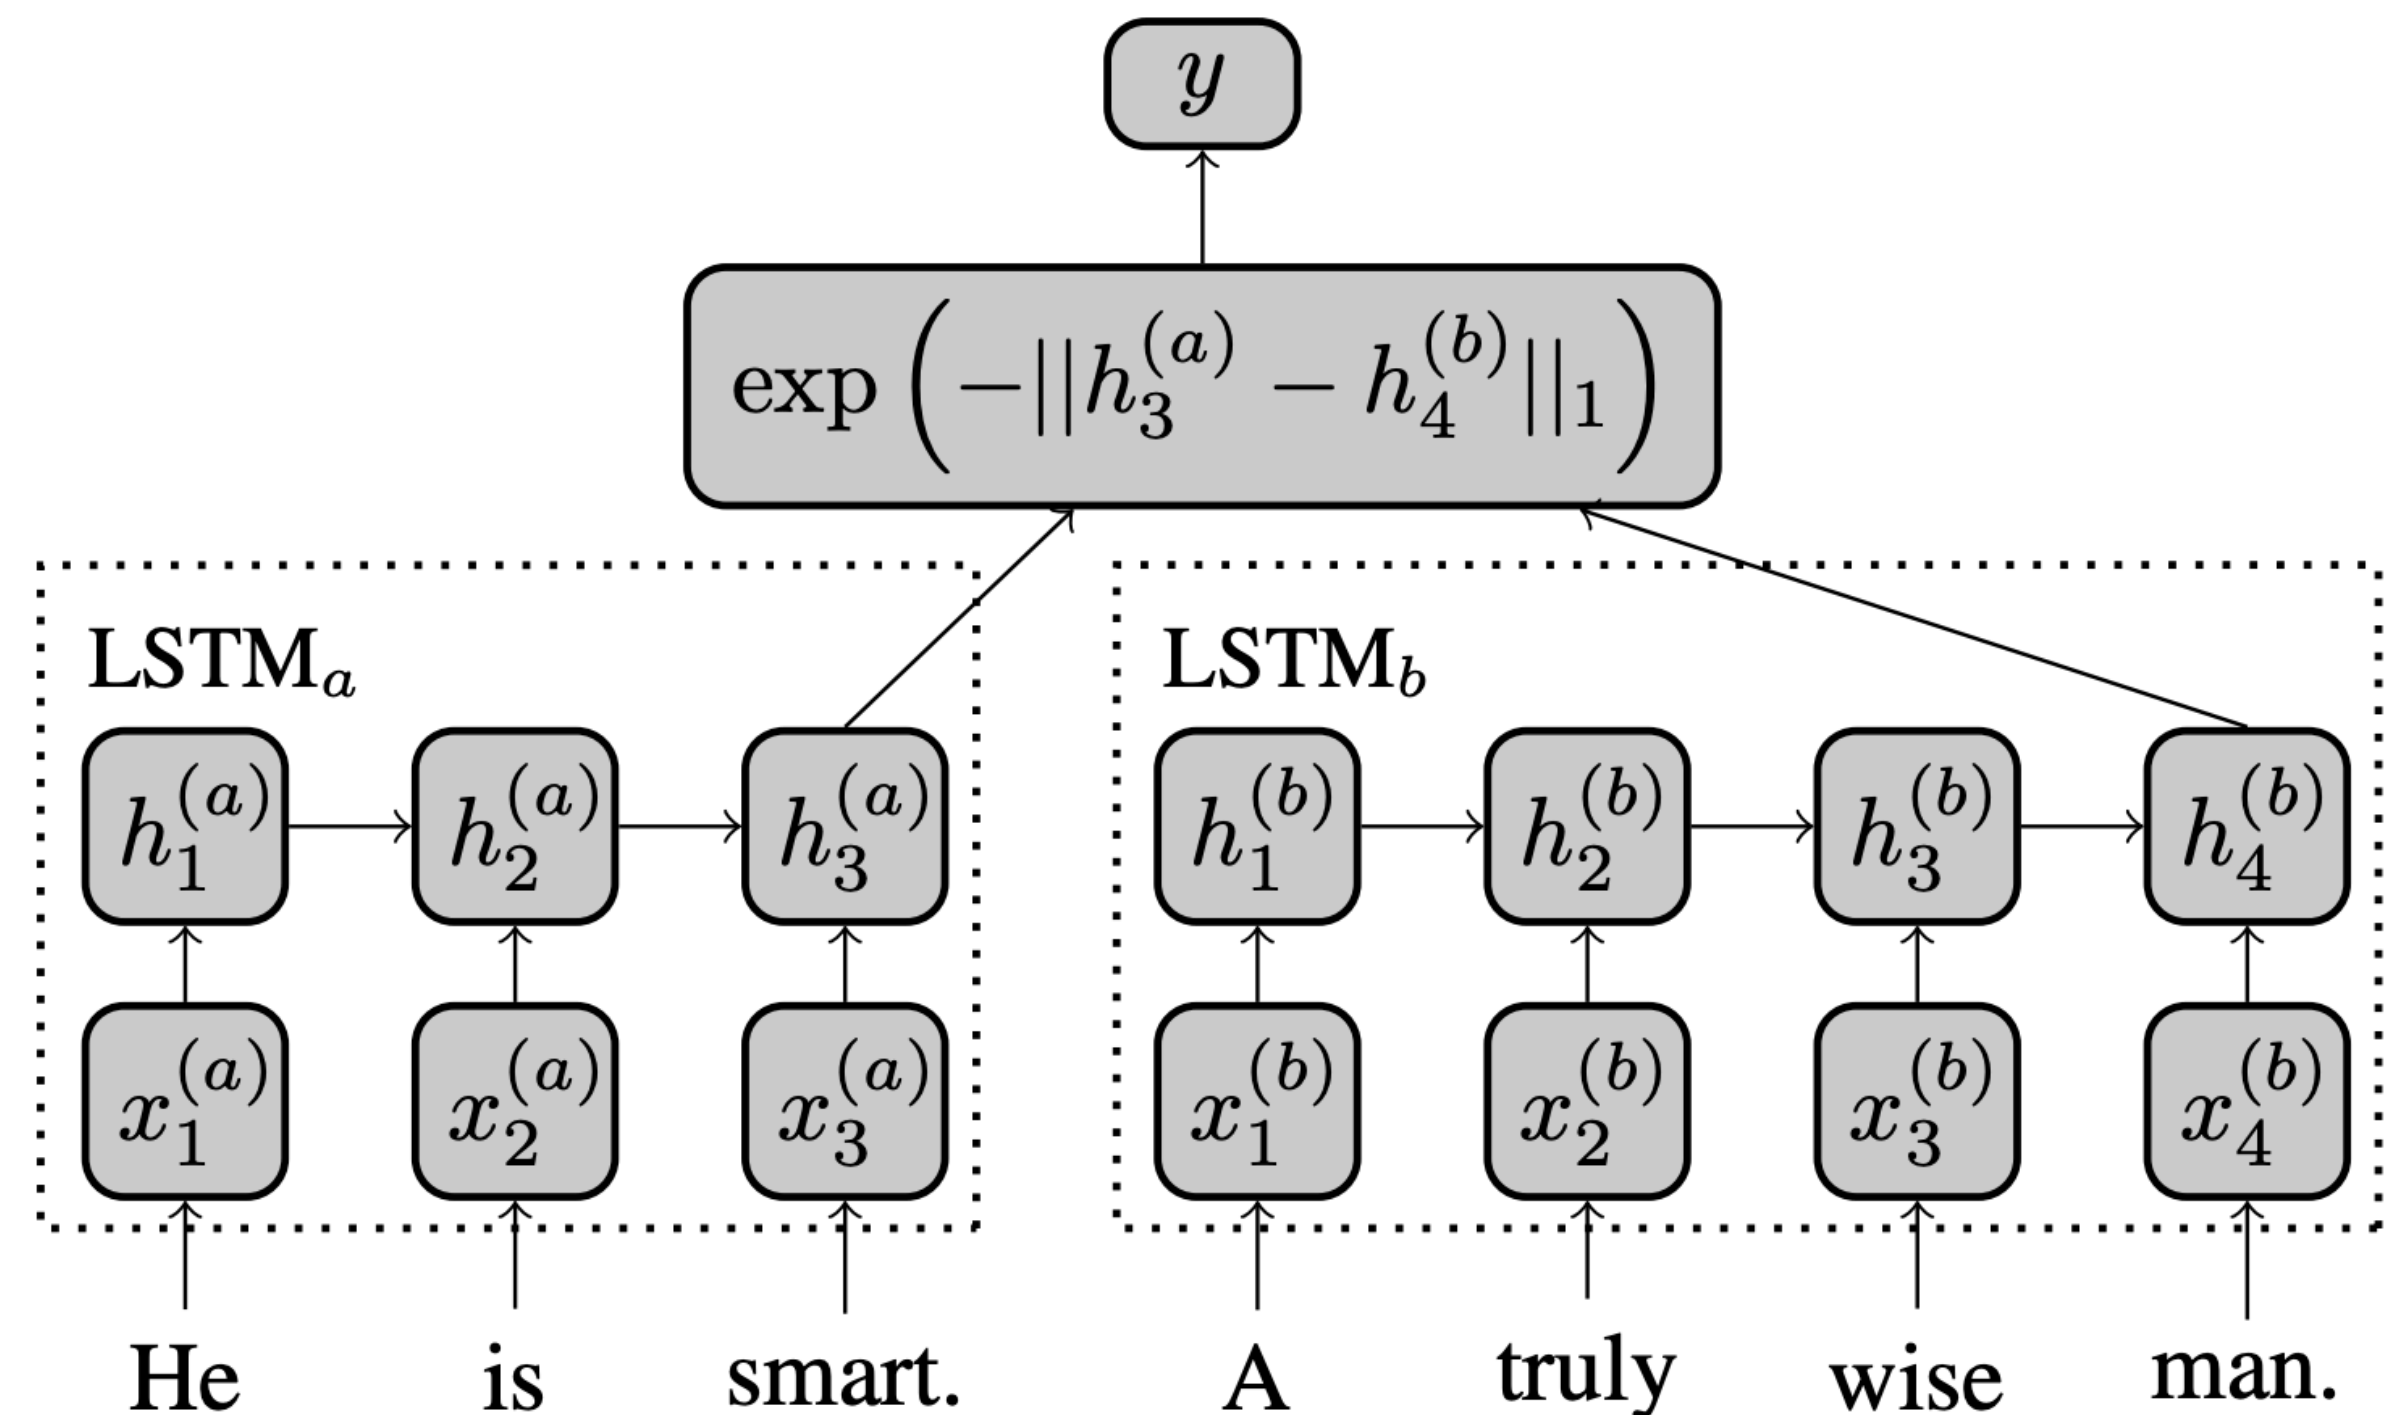 y
exp (−||h₃⁽ᵃ⁾ − h₄⁽ᵇ⁾||₁)
LSTMₐ LSTM_b
h₁⁽ᵃ⁾ h₂⁽ᵃ⁾ h₃⁽ᵃ⁾ h₁⁽ᵇ⁾ h₂⁽ᵇ⁾ h₃⁽ᵇ⁾ h₄⁽ᵇ⁾
x₁⁽ᵃ⁾ x₂⁽ᵃ⁾ x₃⁽ᵃ⁾ x₁⁽ᵇ⁾ x₂⁽ᵇ⁾ x₃⁽ᵇ⁾ x₄⁽ᵇ⁾
He is smart. A truly wise man.